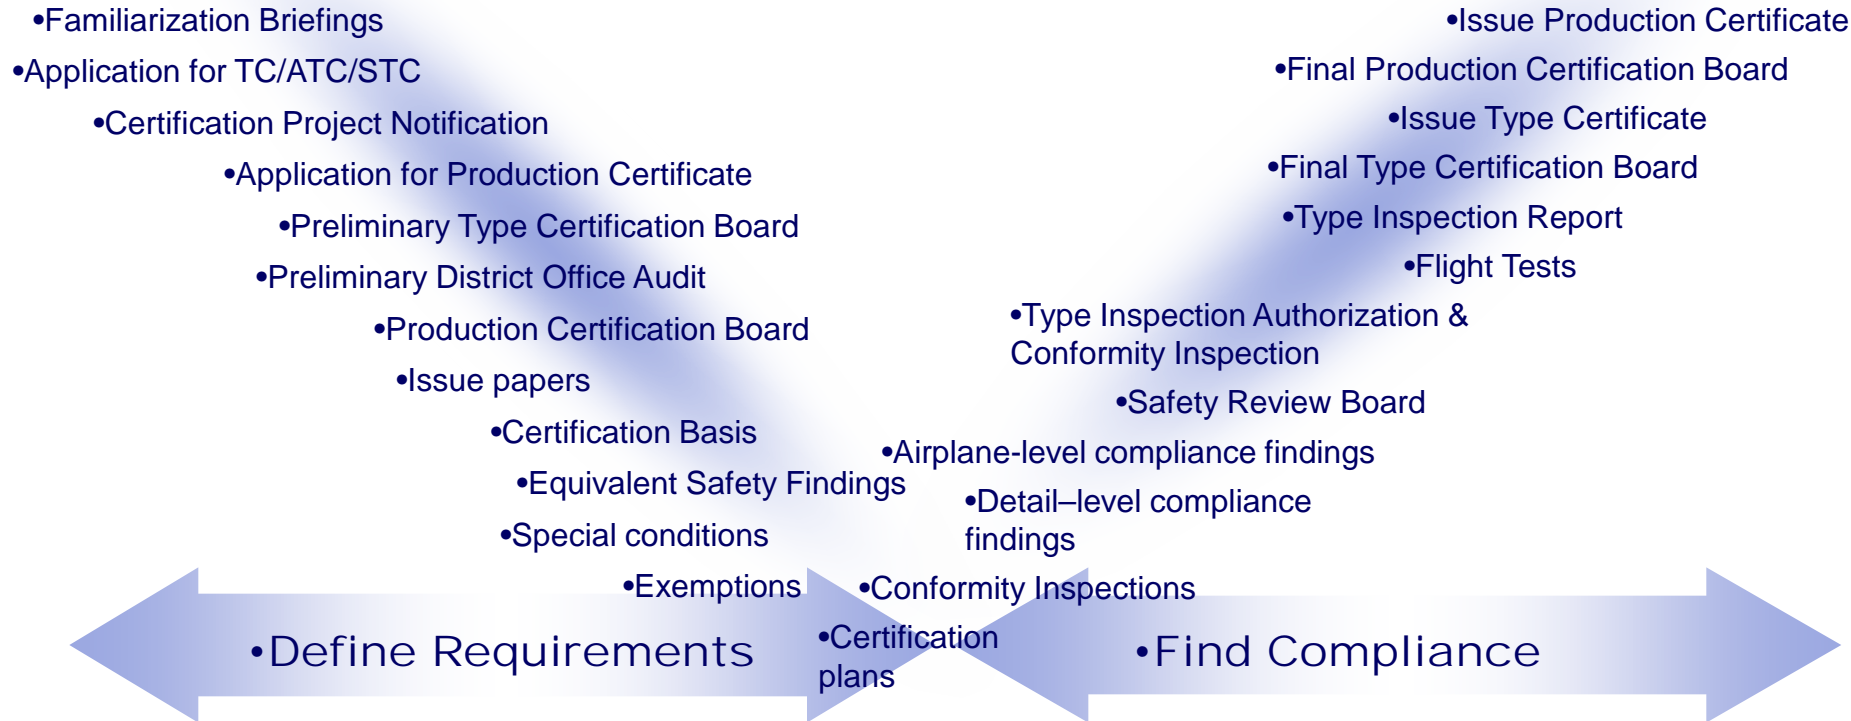 •Familiarization Briefings
•Application for TC/ATC/STC
•Certification Project Notification
•Application for Production Certificate
•Preliminary Type Certification Board
•Preliminary District Office Audit
•Production Certification Board
•Issue papers
•Certification Basis
•Equivalent Safety Findings
•Special conditions
•Exemptions
•Certification
plans
•Conformity Inspections
•Detail–level compliance
findings
•Airplane-level compliance findings
•Safety Review Board
•Type Inspection Authorization &
Conformity Inspection
•Flight Tests
•Type Inspection Report
•Final Type Certification Board
•Issue Type Certificate
•Final Production Certification Board
•Issue Production Certificate
•Define Requirements
•Find Compliance